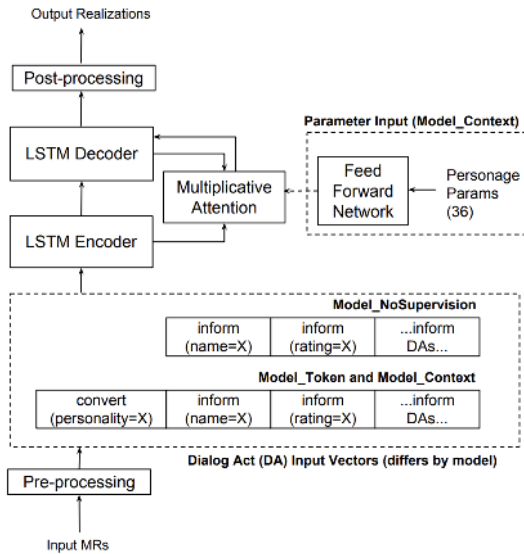 Output Realizations
Post-processing
Parameter Input (Model_Context)
LSTM Decoder
Multiplicative
Attention
Feed
Forward
Network
Personage
Params
(36)
LSTM Encoder
Model_NoSupervision
inform
(name=X)
inform
(rating=X)
...inform
DAs...
Model_Token and Model_Context
convert
(personality=X)
inform
(name=X)
inform
(rating=X)
...inform
DAs...
Dialog Act (DA) Input Vectors (differs by model)
Pre-processing
Input MRs